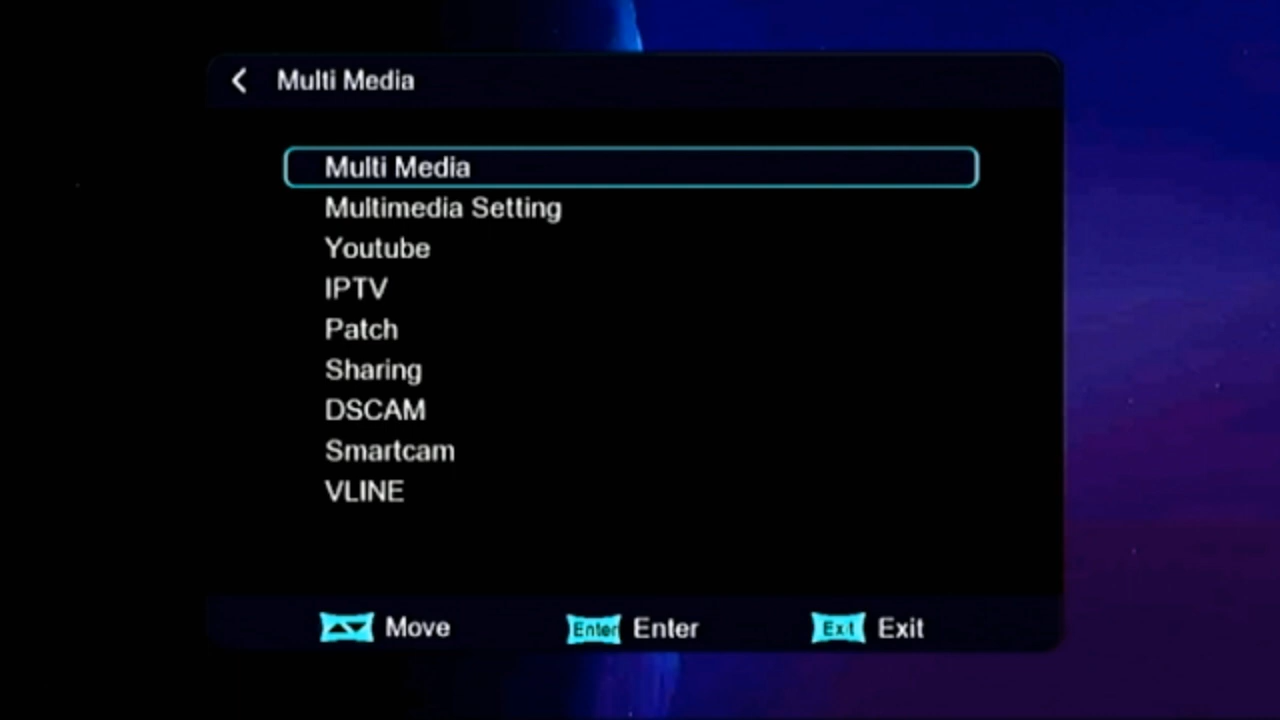 Multi Media
Multi Media
Multimedia Setting
Youtube
IPTV
Patch
Sharing
DSCAM
Smartcam
VLINE
Move Enter Enter Exit Exit